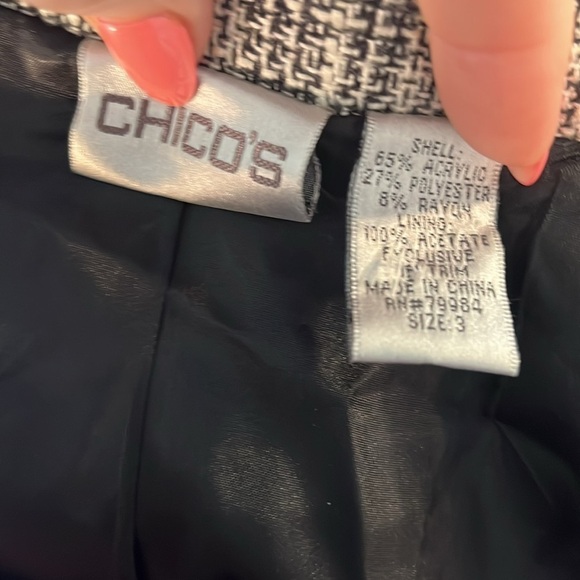 CHICO'S
SHELL:
65% ACRYLIC
27% POLYESTER
8% RAYON
LINING:
100% ACETATE
EXCLUSIVE
OF TRIM
MADE IN CHINA
RN#79984
SIZE:3